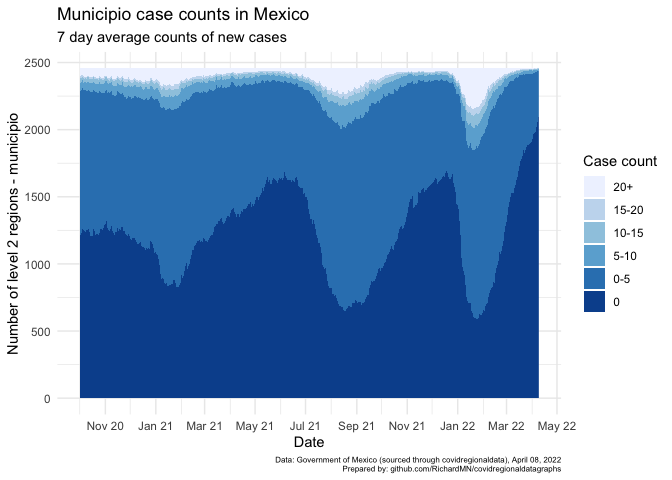 Municipio case counts in Mexico
7 day average counts of new cases
Number of level 2 regions - municipio
2500
2000
1500
1000
500
0
Nov 20 Jan 21 Mar 21 May 21 Jul 21 Sep 21 Nov 21 Jan 22 Mar 22 May 22
Date
Case count
20+
15-20
10-15
5-10
0-5
0
Data: Government of Mexico (sourced through covidregionaldata), April 08, 2022
Prepared by: github.com/RichardMN/covidregionaldatagraphs